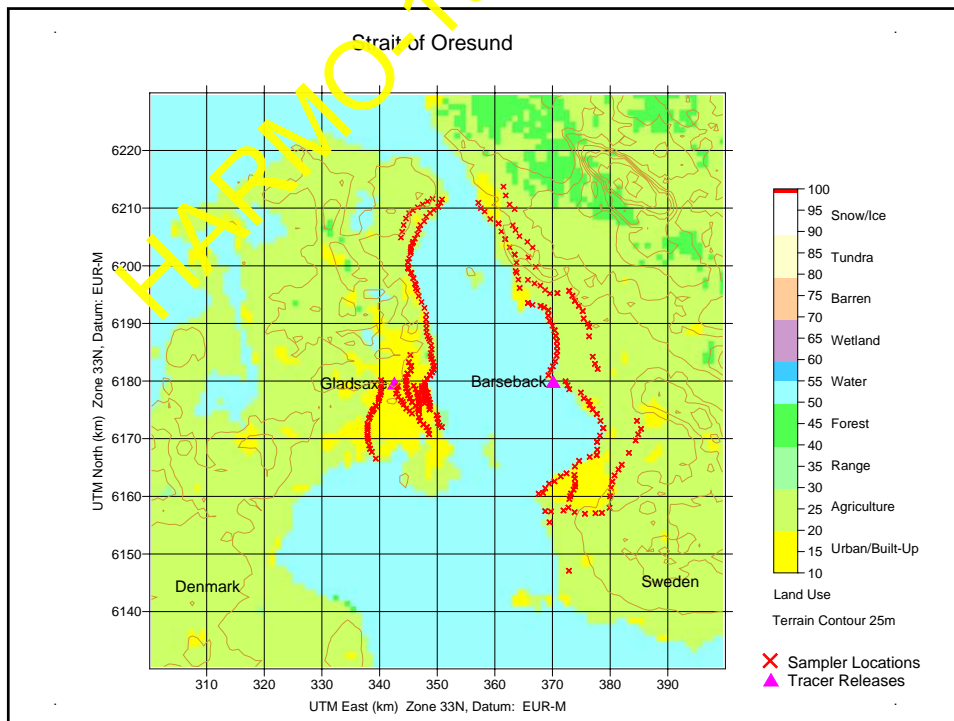 Strait of Oresund
HARMO-1
6220
6210
6200
6190
6180
6170
6160
6150
6140
UTM North (km)  Zone 33N, Datum: EUR-M
Gladsaxe
Barseback
Denmark
Sweden
310 320 330 340 350 360 370 380 390
UTM East (km)  Zone 33N, Datum:  EUR-M
100
95 Snow/Ice
90
85 Tundra
80
75 Barren
70
65 Wetland
60
55 Water
50
45 Forest
40
35 Range
30
25 Agriculture
20
15 Urban/Built-Up
10
Land Use
Terrain Contour 25m
Sampler Locations
Tracer Releases